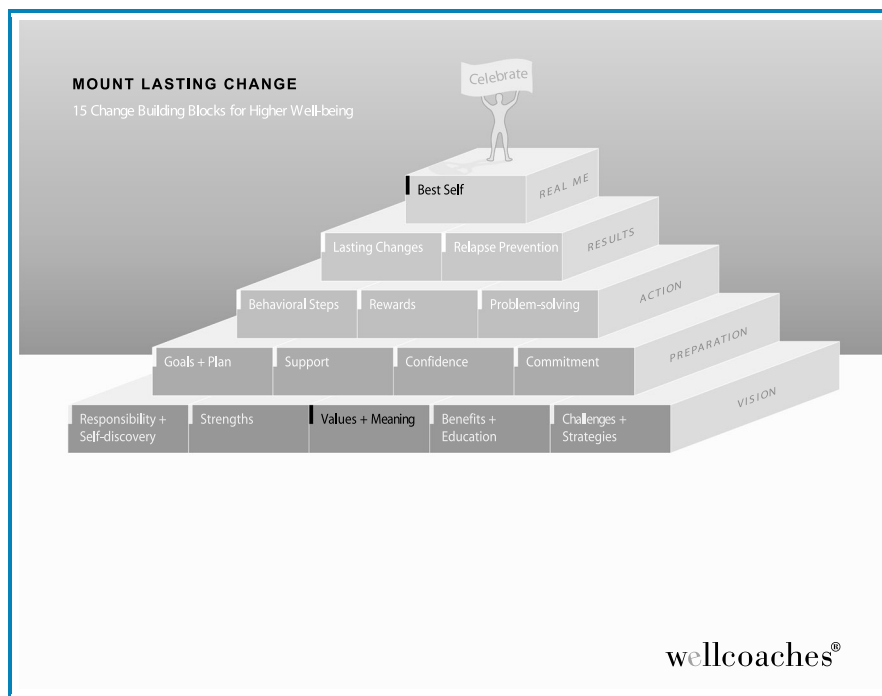 MOUNT LASTING CHANGE
15 Change Building Blocks for Higher Well-being
Celebrate
Best Self
REAL ME
Lasting Changes
Relapse Prevention
RESULTS
Behavioral Steps
Rewards
Problem-solving
ACTION
Goals + Plan
Support
Confidence
Commitment
PREPARATION
Responsibility +
Self-discovery
Strengths
Values + Meaning
Benefits +
Education
Challenges +
Strategies
VISION
wellcoaches®